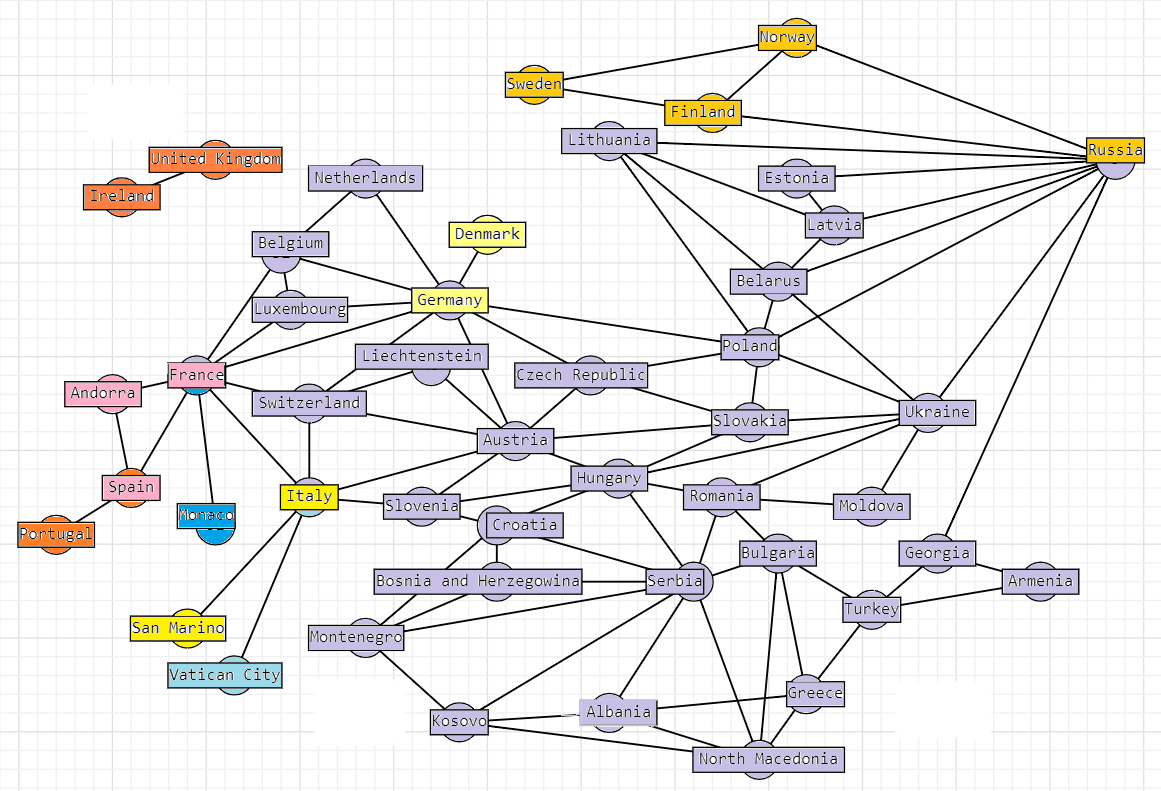 Norway
Sweden
Finland
Lithuania
Russia
United Kingdom
Netherlands
Estonia
Ireland
Latvia
Denmark
Belgium
Belarus
Germany
Luxembourg
Poland
Liechtenstein
France
Czech Republic
Andorra
Switzerland
Ukraine
Slovakia
Austria
Hungary
Spain
Italy
Romania
Slovenia
Moldova
Monaco
Croatia
Portugal
Bulgaria
Georgia
Bosnia and Herzegowina
Serbia
Armenia
Turkey
San Marino
Montenegro
Vatican City
Greece
Albania
Kosovo
North Macedonia